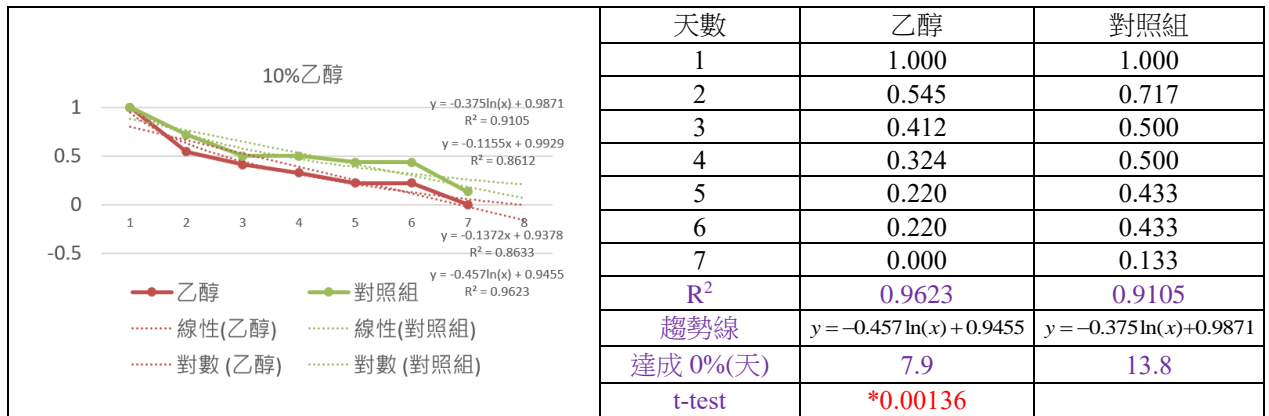 10%乙醇
1
0.5
0
-0.5
1 2 3 4 5 6 7 8
y = -0.375ln(x) + 0.9871
R² = 0.9105
y = -0.1155x + 0.9929
R² = 0.8612
y = -0.1372x + 0.9378
R² = 0.8633
y = -0.457ln(x) + 0.9455
R² = 0.9623
乙醇 對照組
線性(乙醇) 線性(對照組)
對數 (乙醇) 對數 (對照組)
天數 乙醇 對照組
1 1.000 1.000
2 0.545 0.717
3 0.412 0.500
4 0.324 0.500
5 0.220 0.433
6 0.220 0.433
7 0.000 0.133
R² 0.9623 0.9105
趨勢線 y = −0.457 ln(x) + 0.9455 y = −0.375ln(x)+0.9871
達成 0%(天) 7.9 13.8
t-test *0.00136